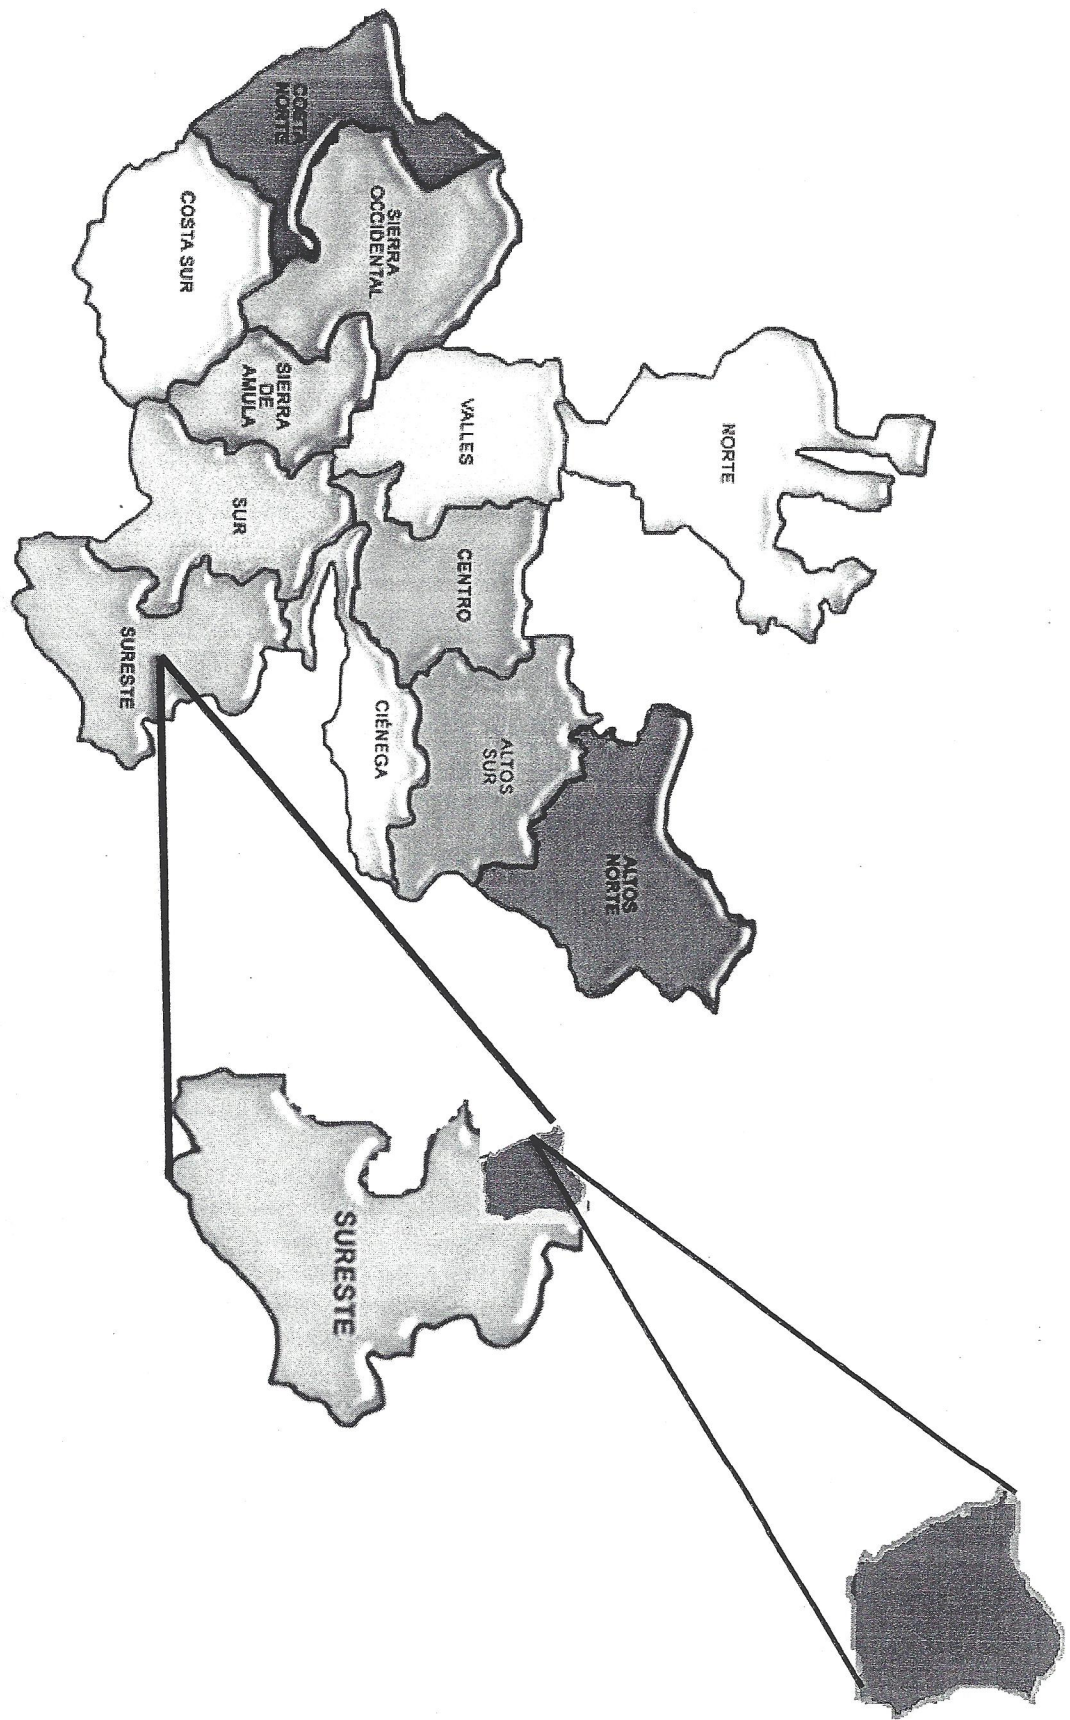 NORTE
COSTA
NORTE
SIERRA
OCCIDENTAL
COSTA SUR
VALLES
SIERRA
DE
AMULA
SUR
CENTRO
ALTOS
NORTE
ALTOS
SUR
CIÉNEGA
SURESTE
SURESTE